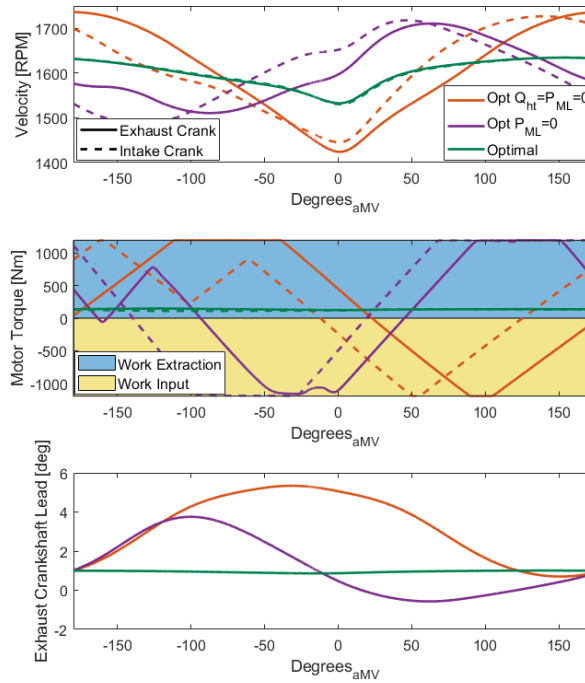 Velocity [RPM]
1700
1600
1500
1400
Exhaust Crank
Intake Crank
Opt Q_ht=P_ML=0
Opt P_ML=0
Optimal
-150 -100 -50 0 50 100 150
Degrees_aMV
Motor Torque [Nm]
1000
500
0
-500
-1000
Work Extraction
Work Input
-150 -100 -50 0 50 100 150
Degrees_aMV
Exhaust Crankshaft Lead [deg]
6
4
2
0
-2
-150 -100 -50 0 50 100 150
Degrees_aMV